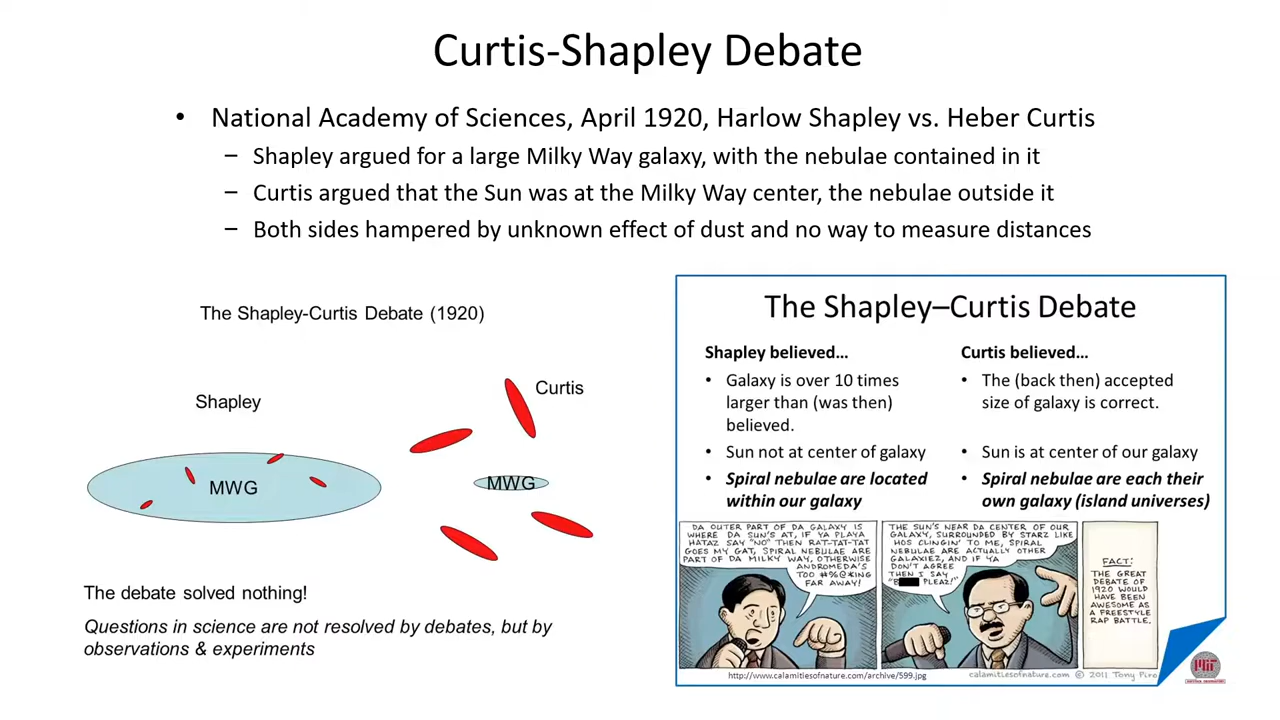 Curtis-Shapley Debate
• National Academy of Sciences, April 1920, Harlow Shapley vs. Heber Curtis
– Shapley argued for a large Milky Way galaxy, with the nebulae contained in it
– Curtis argued that the Sun was at the Milky Way center, the nebulae outside it
– Both sides hampered by unknown effect of dust and no way to measure distances
The Shapley-Curtis Debate (1920)
Shapley
Curtis
MWG
MWG
The debate solved nothing!
Questions in science are not resolved by debates, but by
observations & experiments
The Shapley–Curtis Debate
Shapley believed...
• Galaxy is over 10 times
larger than (was then)
believed.
• Sun not at center of galaxy
• Spiral nebulae are located
within our galaxy
Curtis believed...
• The (back then) accepted
size of galaxy is correct.
• Sun is at center of our galaxy
• Spiral nebulae are each their
own galaxy (island universes)
DA OUTER PART OF DA GALAXY IS
WHERE DA SUN'S AT, IF YA PLAYA
HATAZ SAY "NO" THEN RAT-TAT-TAT
GOES MY GAT, SPIRAL NEBULAE ARE
PART OF DA MILKY WAY, OTHERWISE
ANDROMEDA'S
TOO #%@*ING
FAR AWAY!
THE SUN'S NEAR DA CENTER OF OUR
GALAXY, SURROUNDED BY STARZ LIKE
HOS CLINGIN' TO ME, SPIRAL
NEBULAE ARE ACTUALLY OTHER
GALAXIEZ, AND IF YA
DON'T AGREE
THEN I SAY
"B PLEAZ!"
FACT:
THE GREAT
DEBATE OF
1920 WOULD
HAVE BEEN
AWESOME AS
A FREESTYLE
RAP BATTLE.
http://www.calamitiesofnature.com/archive/599.jpg
calamitiesofnature.com © 2011 Tony Piro
MIT